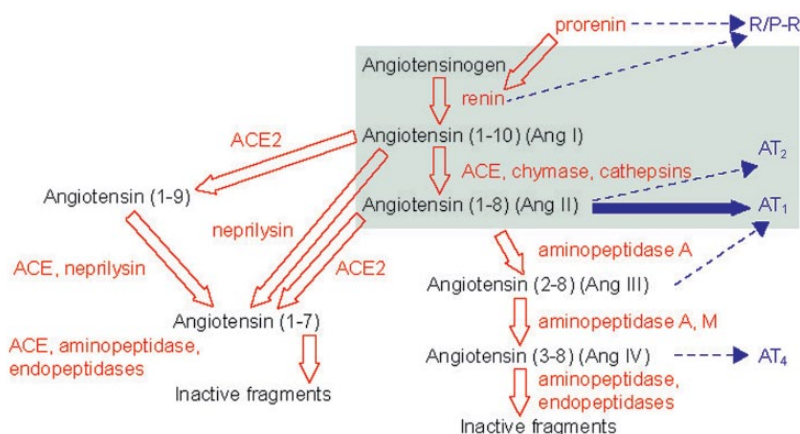 prorenin
R/P-R
Angiotensinogen
renin
ACE2
Angiotensin (1-10) (Ang I)
AT2
ACE, chymase, cathepsins
Angiotensin (1-9)
Angiotensin (1-8) (Ang II)
AT1
neprilysin
ACE, neprilysin
ACE2
aminopeptidase A
Angiotensin (2-8) (Ang III)
Angiotensin (1-7)
aminopeptidase A, M
ACE, aminopeptidase,
endopeptidases
Angiotensin (3-8) (Ang IV)
AT4
Inactive fragments
aminopeptidase,
endopeptidases
Inactive fragments